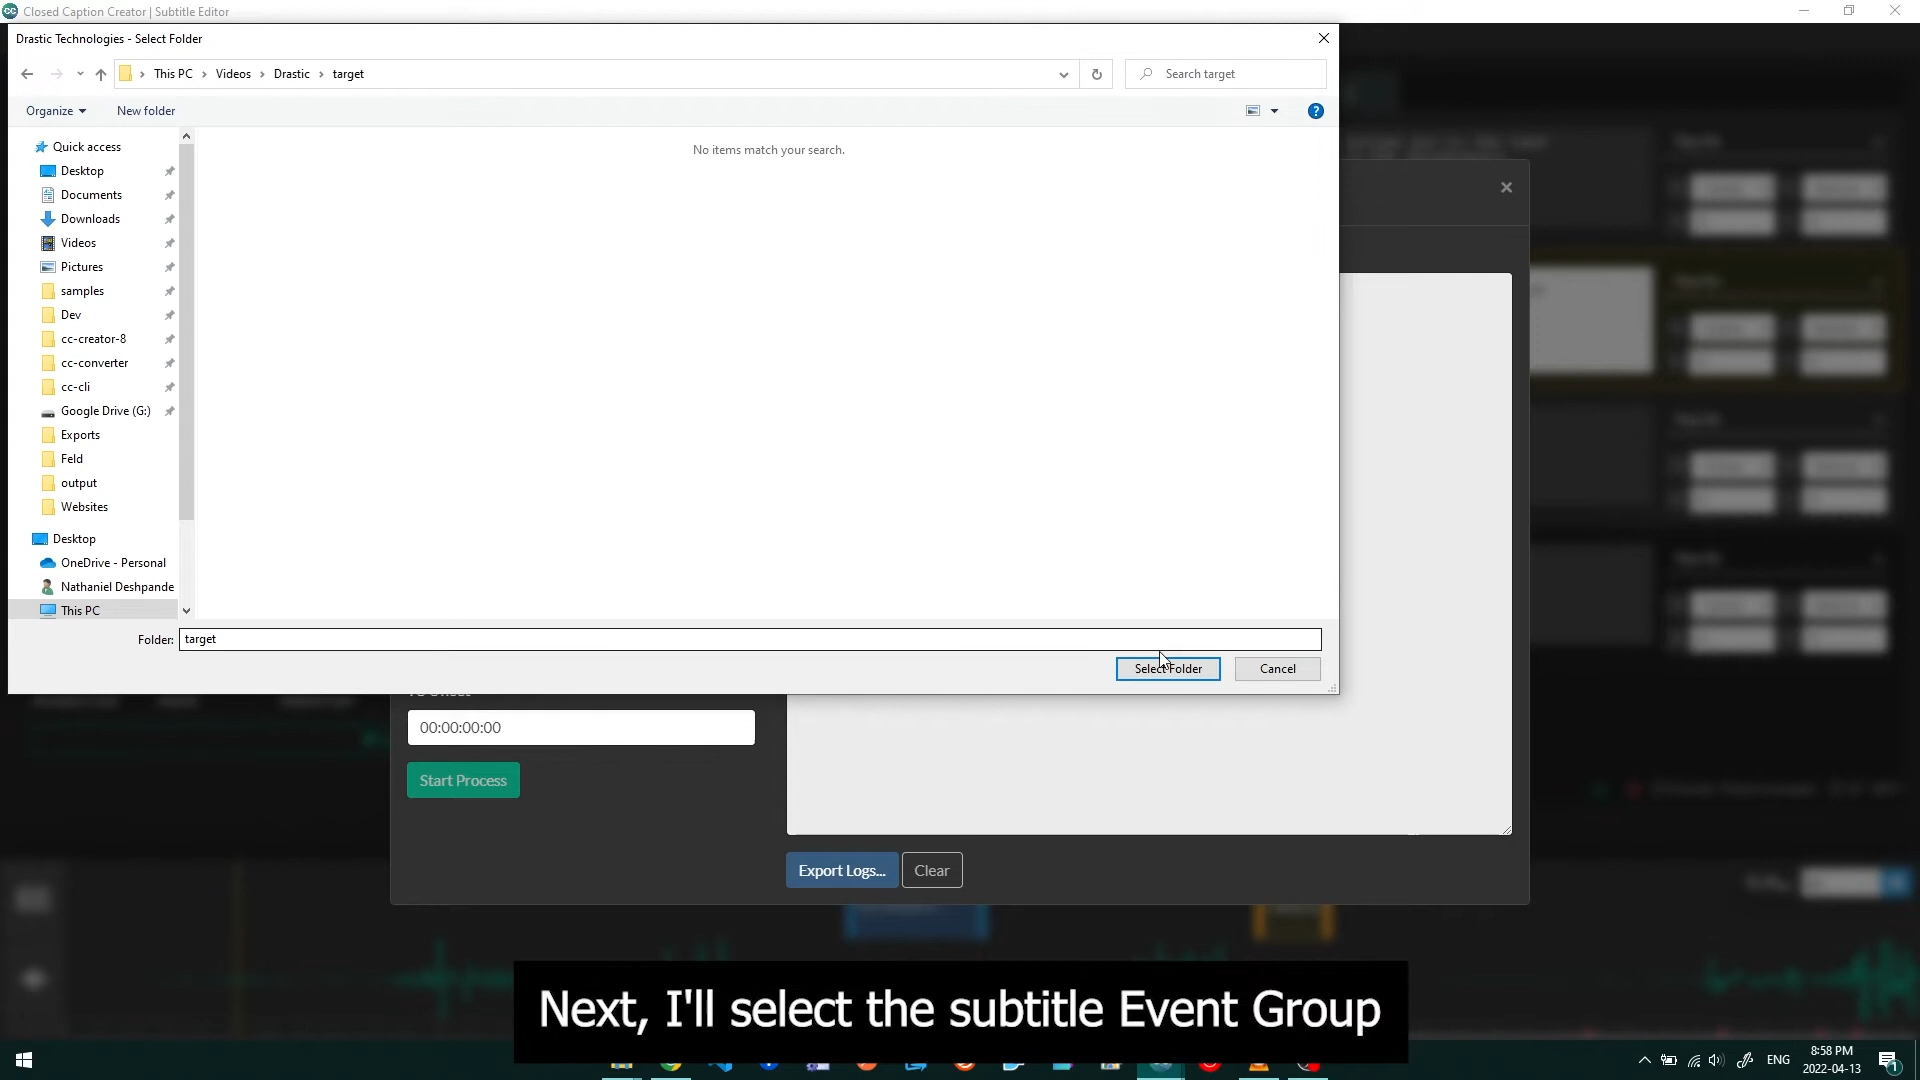 Closed Caption Creator | Subtitle Editor
Drastic Technologies - Select Folder
This PC
Videos
Drastic
target
Search target
Organize
New folder
No items match your search.
Quick access
Desktop
Documents
Downloads
Videos
Pictures
samples
Dev
cc-creator-8
cc-converter
cc-cli
Google Drive (G:)
Exports
Feld
output
Websites
Desktop
OneDrive - Personal
Nathaniel Deshpande
This PC
Folder:
target
Select Folder
Cancel
00:00:00:00
Start Process
Export Logs...
Clear
Next, I'll select the subtitle Event Group
ENG
8:58 PM
2022-04-13
1